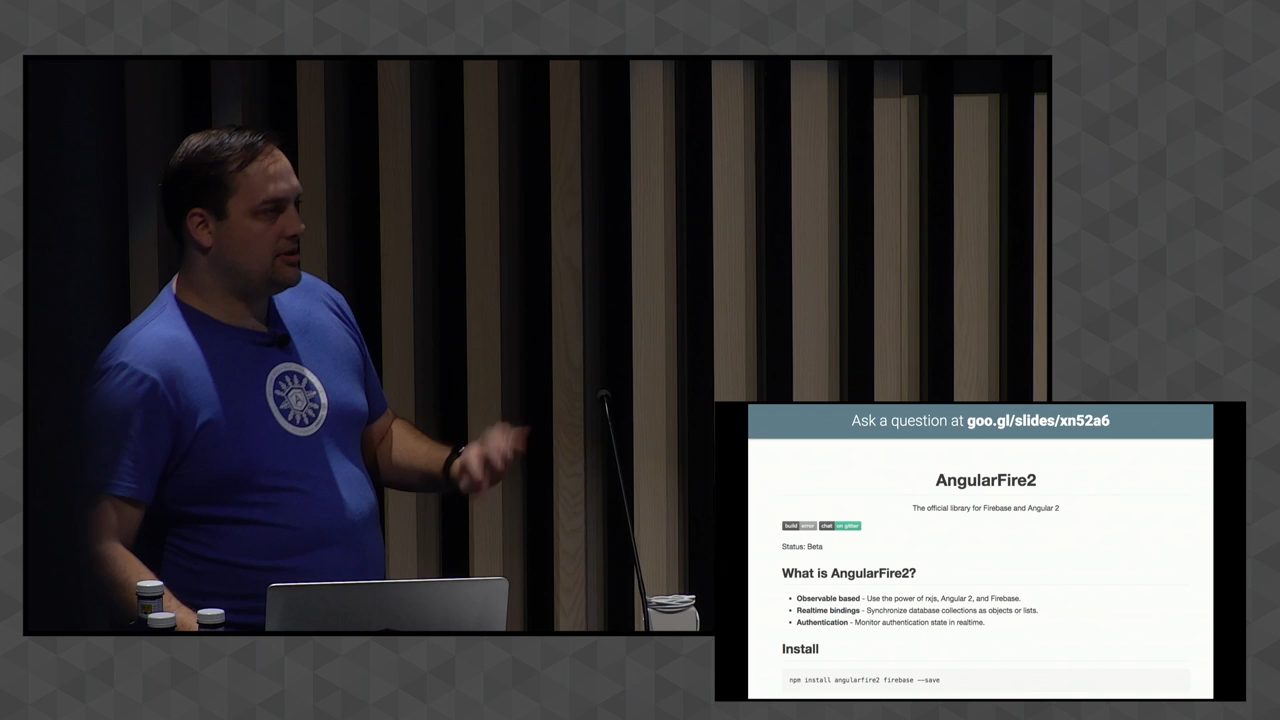 Ask a question at goo.gl/slides/xn52a6
AngularFire2
The official library for Firebase and Angular 2
build error chat on gitter
Status: Beta
What is AngularFire2?
• Observable based - Use the power of rxjs, Angular 2, and Firebase.
• Realtime bindings - Synchronize database collections as objects or lists.
• Authentication - Monitor authentication state in realtime.
Install
npm install angularfire2 firebase --save
A